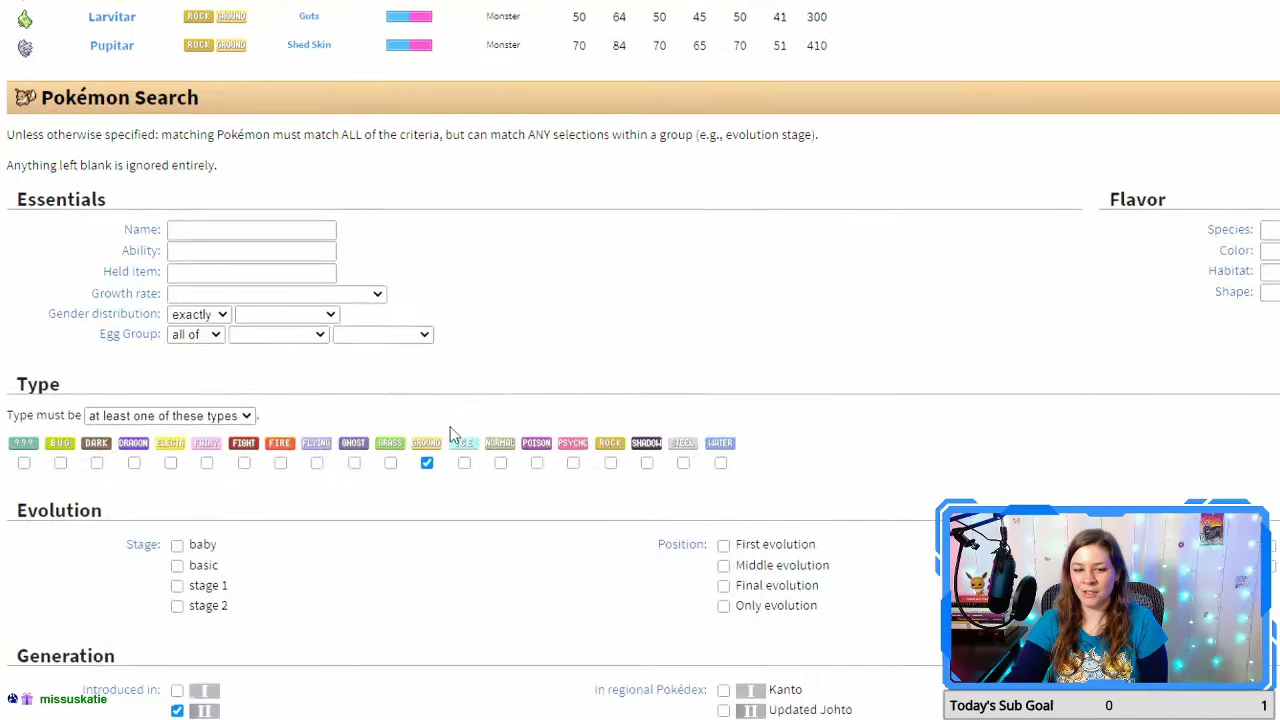 Larvitar ROCK GROUND Guts Monster 50 64 50 45 50 41 300
Pupitar ROCK GROUND Shed Skin Monster 70 84 70 65 70 51 410
Pokémon Search
Unless otherwise specified: matching Pokémon must match ALL of the criteria, but can match ANY selections within a group (e.g., evolution stage).
Anything left blank is ignored entirely.
Essentials Flavor
Name: Species:
Ability: Color:
Held item: Habitat:
Growth rate: Shape:
Gender distribution: exactly
Egg Group: all of
Type
Type must be at least one of these types .
??? BUG DARK DRAGON ELECTR FAIRY FIGHT FIRE FLYING GHOST GRASS GROUND NORMAL POISON PSYCHC ROCK SHADOW STEEL WATER
Evolution
Stage: baby Position: First evolution
basic Middle evolution
stage 1 Final evolution
stage 2 Only evolution
Generation
Introduced in: I In regional Pokédex: I Kanto
II II Updated Johto
missuskatie
Today's Sub Goal 0 1